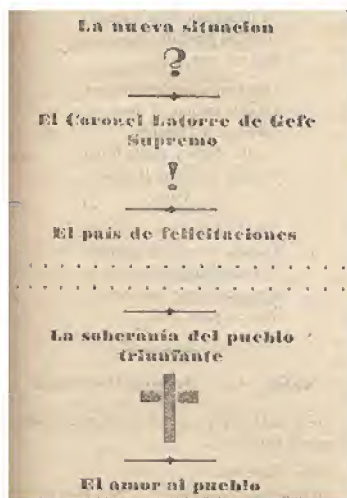 La nueva situacion
?
El Coronel Latorre de Gefe
Supremo
!
El país de felicitaciones
. . . . . . . . . . . . . . . . . . . . . .
. . . . . . . . . . . . . . . . . . . . . .
La soberanía del pueblo
triunfante
El amor al pueblo